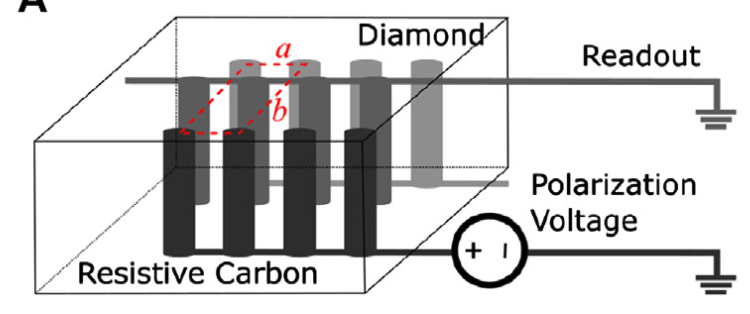 A
Diamond
a
Readout
b
Polarization
Voltage
+ -
Resistive Carbon